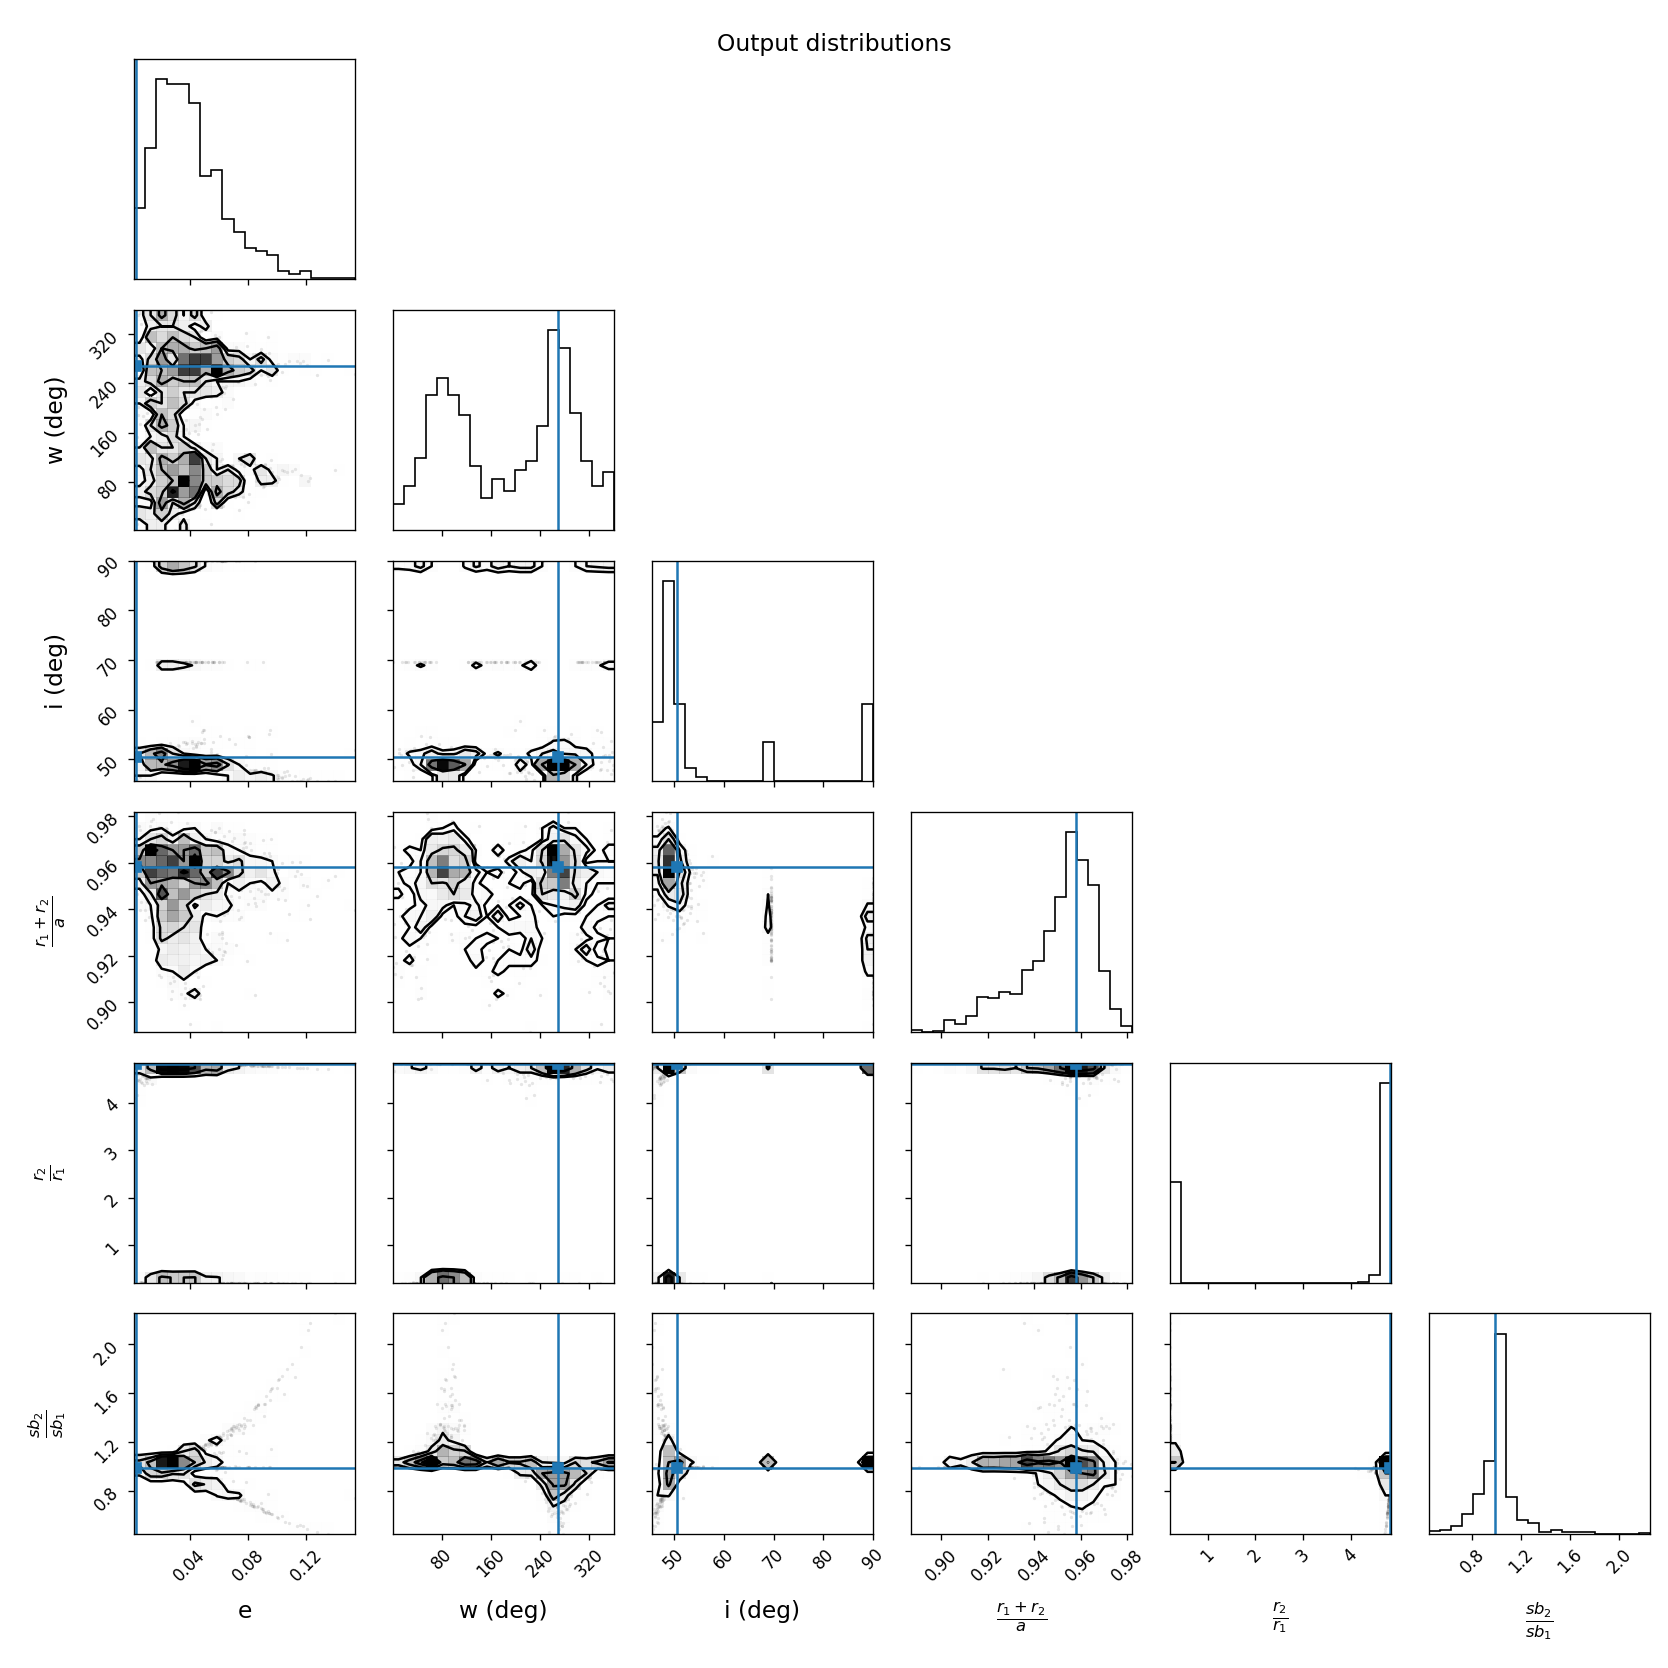 Output distributions
w (deg)
320
240
160
80
i (deg)
90
80
70
60
50
r₁ + r₂
a
0.98
0.96
0.94
0.92
0.90
r₂
r₁
4
3
2
1
sb₂
sb₁
2.0
1.6
1.2
0.8
0.04 0.08 0.12
80 160 240 320
50 60 70 80 90
0.90 0.92 0.94 0.96 0.98
1 2 3 4
0.8 1.2 1.6 2.0
e
w (deg)
i (deg)
r₁ + r₂
a
r₂
r₁
sb₂
sb₁